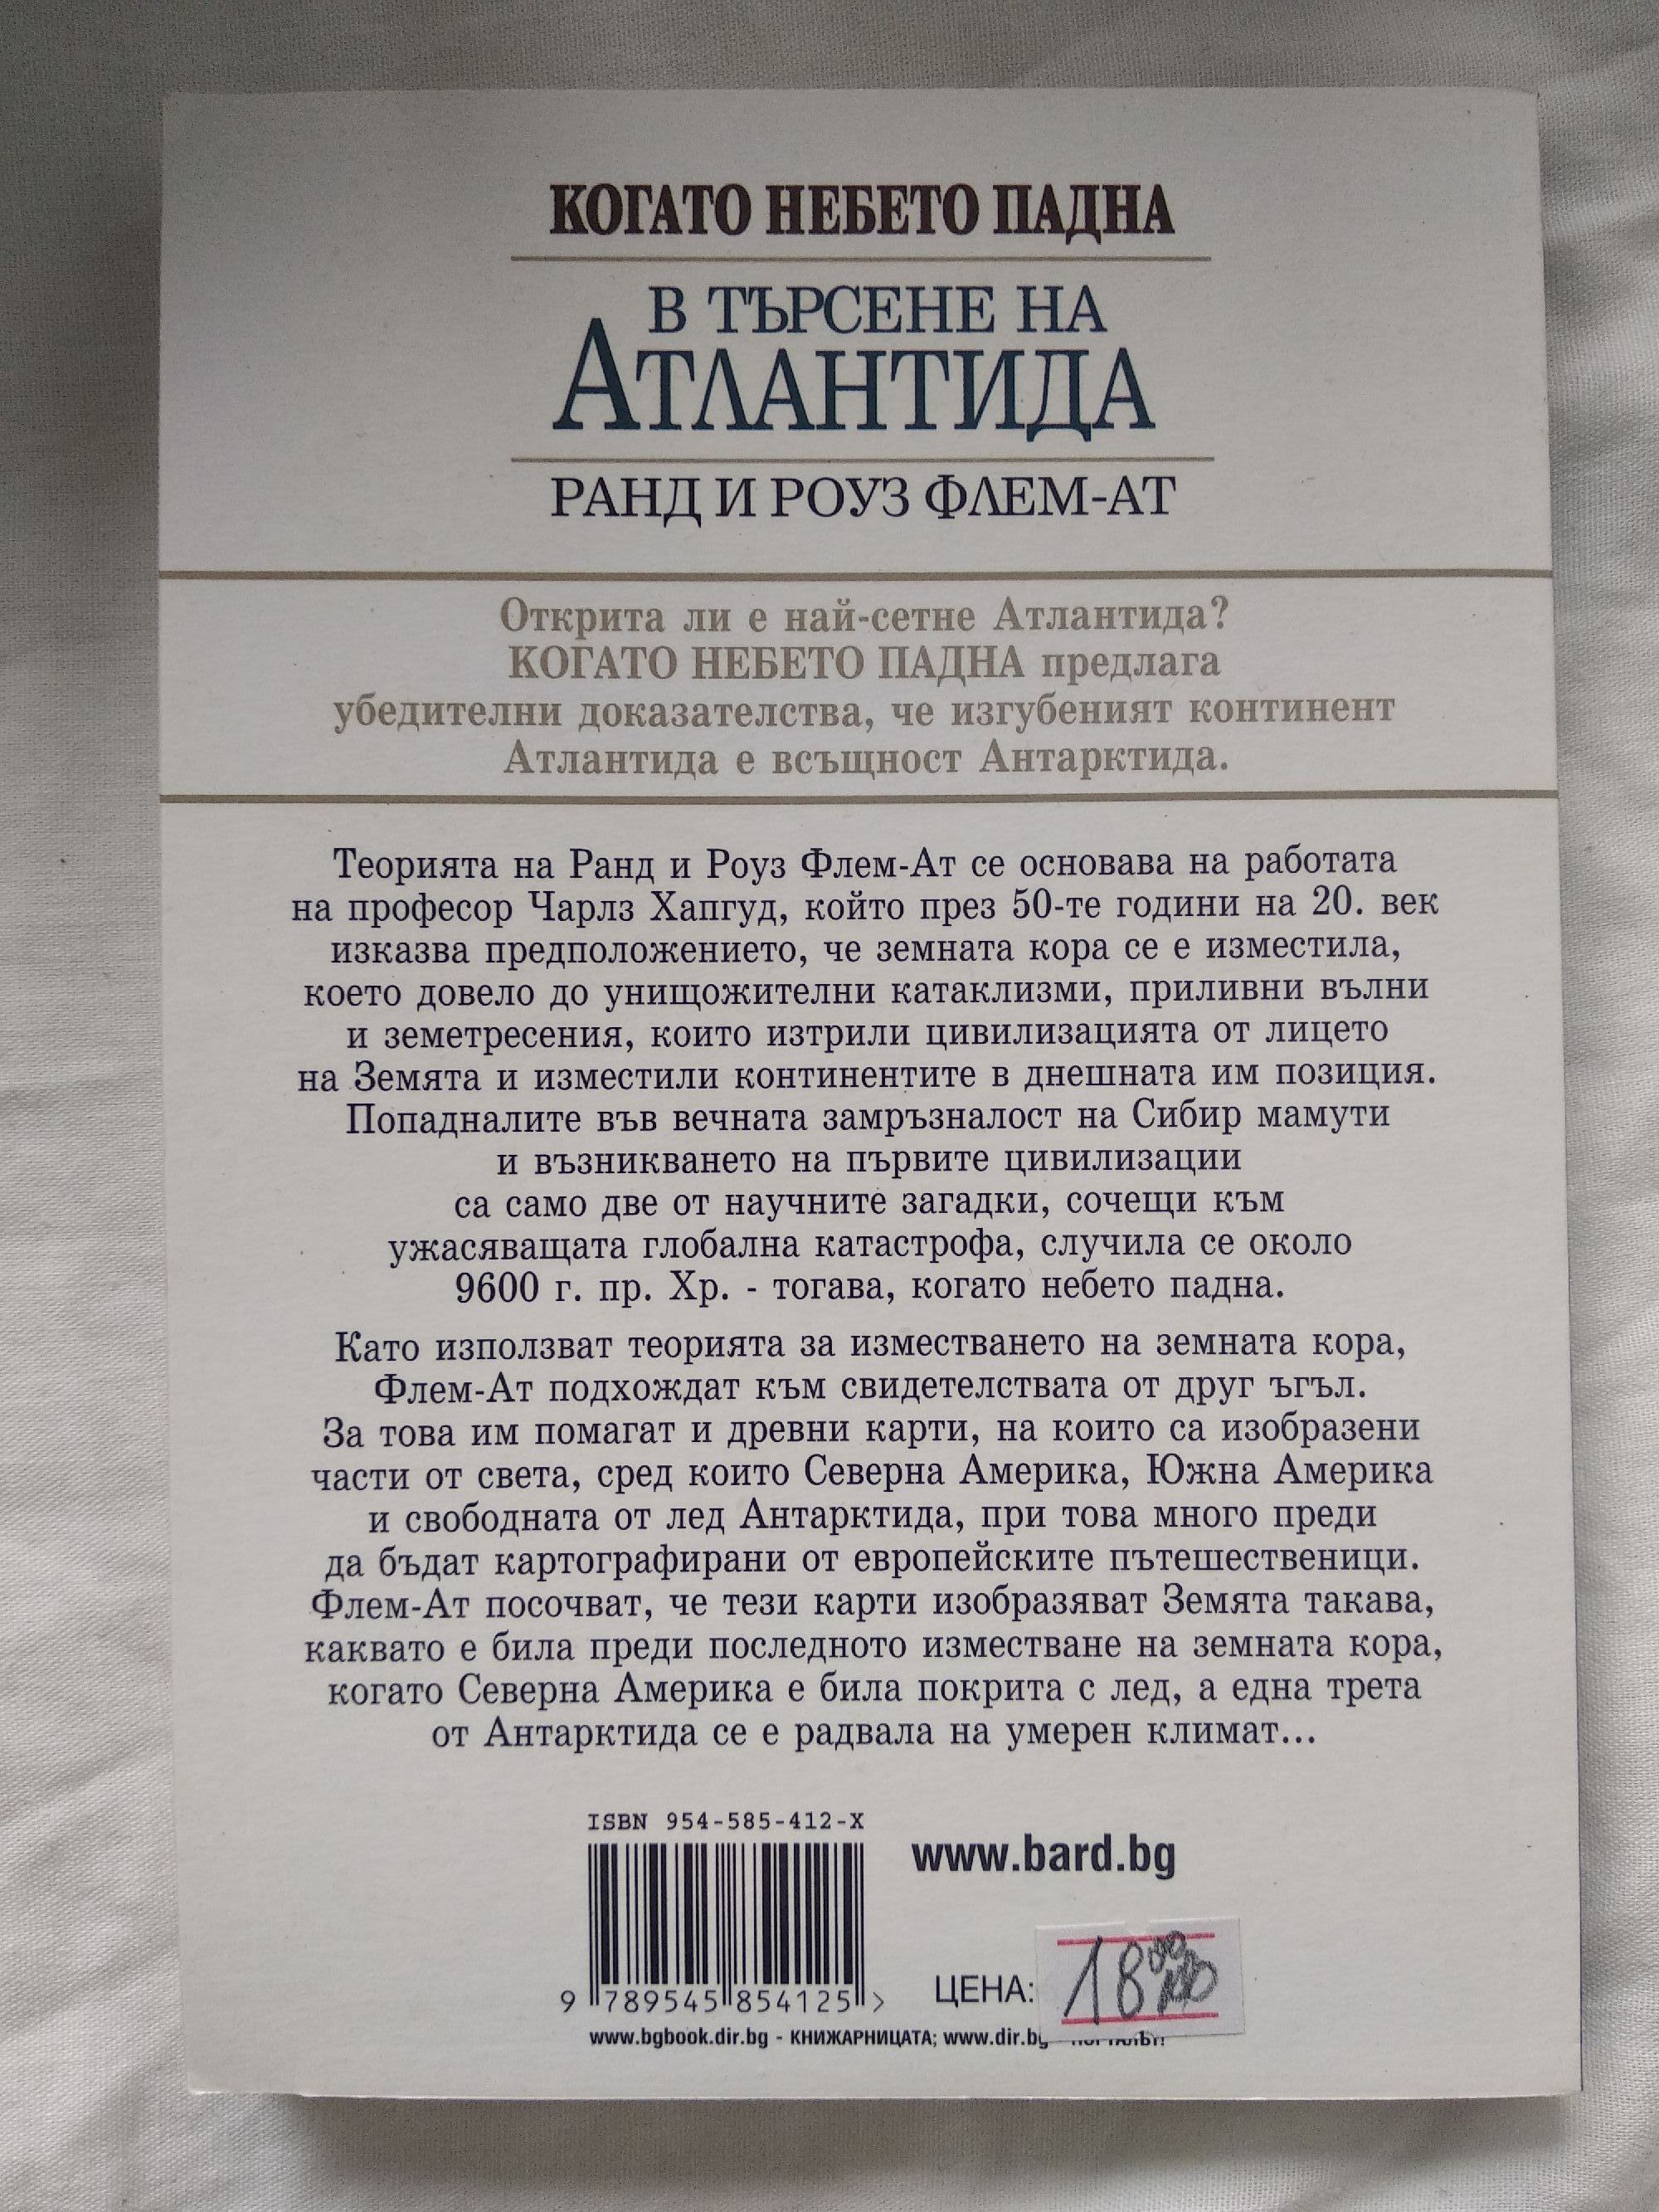 КОГАТО НЕБЕТО ПАДНА
В ТЪРСЕНЕ НА
АТЛАНТИДА
РАНД И РОУЗ ФЛЕМ-АТ
Открита ли е най-сетне Атлантида?
КОГАТО НЕБЕТО ПАДНА предлага
убедителни доказателства, че изгубеният континент
Атлантида е всъщност Антарктида.
Теорията на Ранд и Роуз Флем-Ат се основава на работата
на професор Чарлз Хапгуд, който през 50-те години на 20. век
изказва предположението, че земната кора се е изместила,
което довело до унищожителни катаклизми, приливни вълни
и земетресения, които изтрили цивилизацията от лицето
на Земята и изместили континентите в днешната им позиция.
Попадналите във вечната замръзналост на Сибир мамути
и възникването на първите цивилизации
са само две от научните загадки, сочещи към
ужасяващата глобална катастрофа, случила се около
9600 г. пр. Хр. - тогава, когато небето падна.
Като използват теорията за изместването на земната кора,
Флем-Ат подхождат към свидетелствата от друг ъгъл.
За това им помагат и древни карти, на които са изобразени
части от света, сред които Северна Америка, Южна Америка
и свободната от лед Антарктида, при това много преди
да бъдат картографирани от европейските пътешественици.
Флем-Ат посочват, че тези карти изобразяват Земята такава,
каквато е била преди последното изместване на земната кора,
когато Северна Америка е била покрита с лед, а една трета
от Антарктида се е радвала на умерен климат...
ISBN 954-585-412-X
www.bard.bg
9 789545 854125 >
ЦЕНА: 18
www.bgbook.dir.bg - КНИЖАРНИЦАТА; www.dir.bg